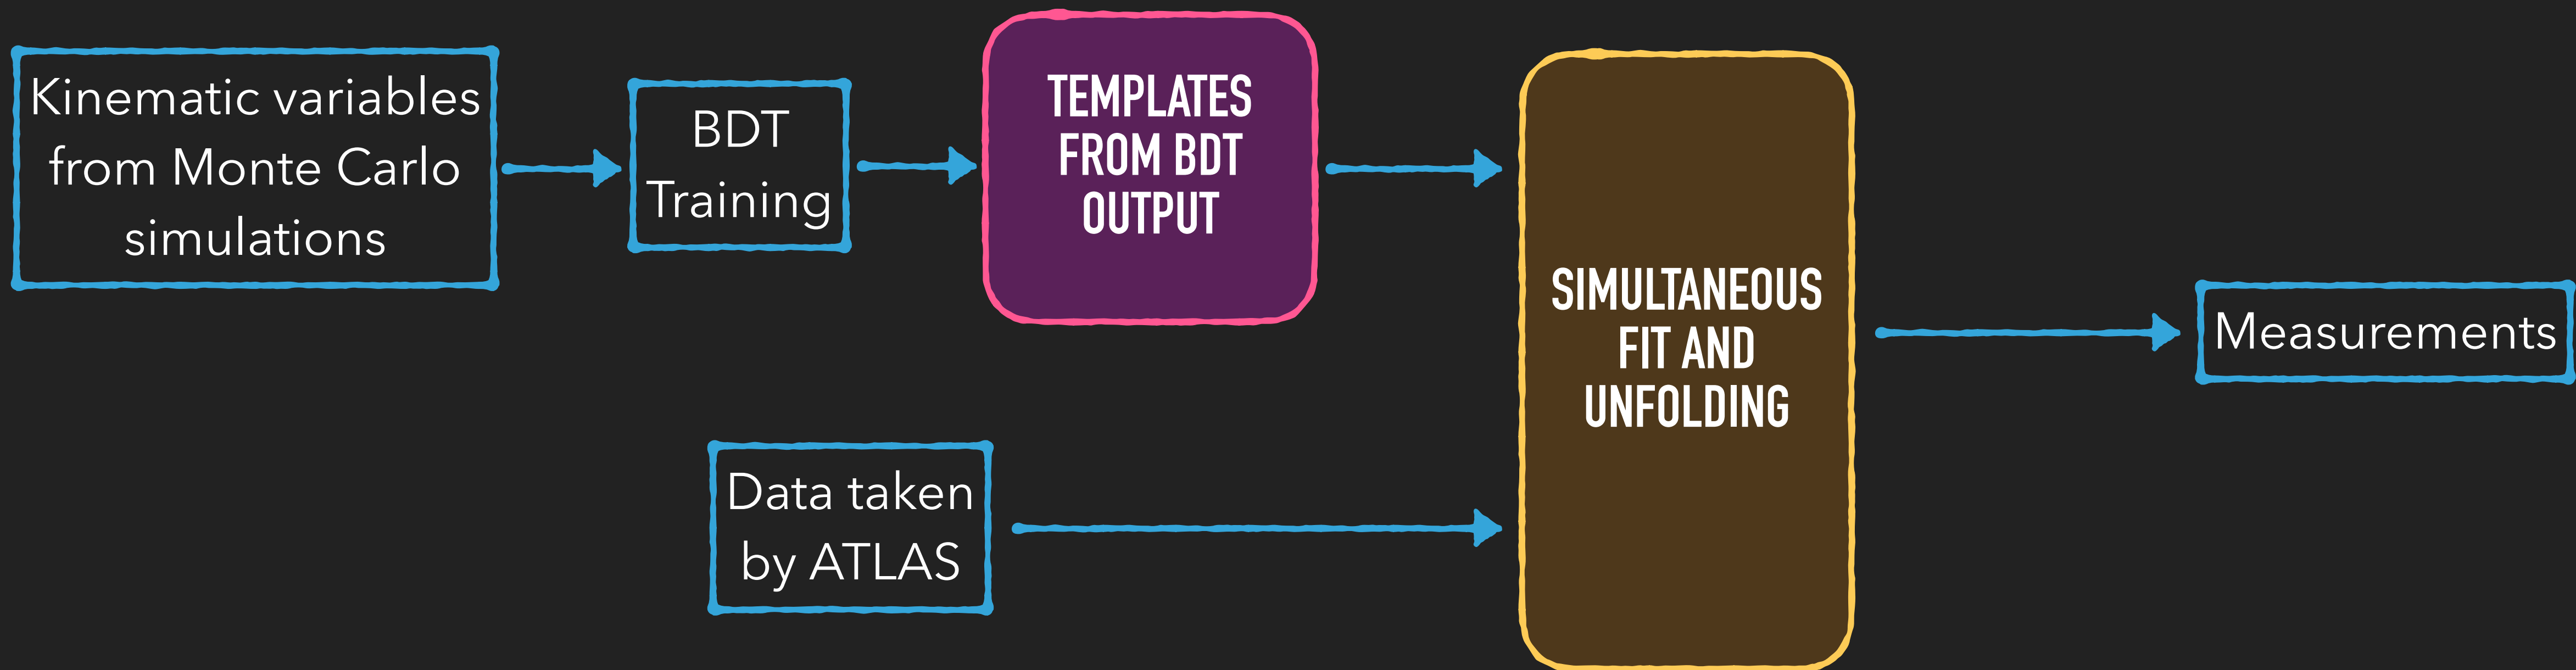 Kinematic variables
from Monte Carlo
simulations
BDT
Training
TEMPLATES
FROM BDT
OUTPUT
SIMULTANEOUS
FIT AND
UNFOLDING
Measurements
Data taken
by ATLAS